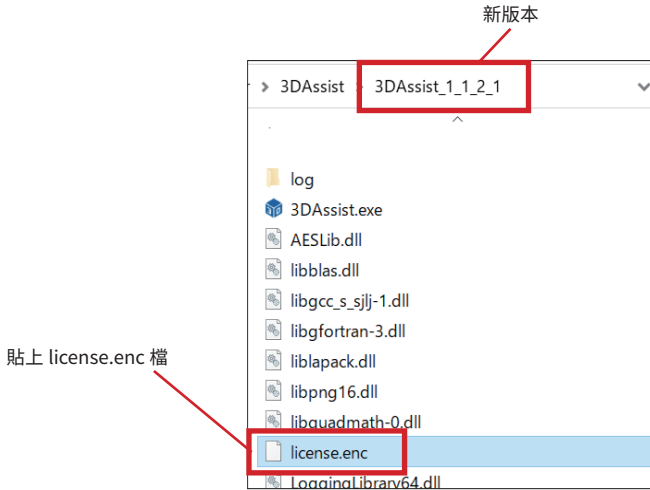 新版本
3DAssist
3DAssist_1_1_2_1
log
3DAssist.exe
AESLib.dll
libblas.dll
libgcc_s_sjlj-1.dll
libgfortran-3.dll
liblapack.dll
libpng16.dll
libquadmath-0.dll
貼上 license.enc 檔
license.enc
LoggingLibrary64.dll